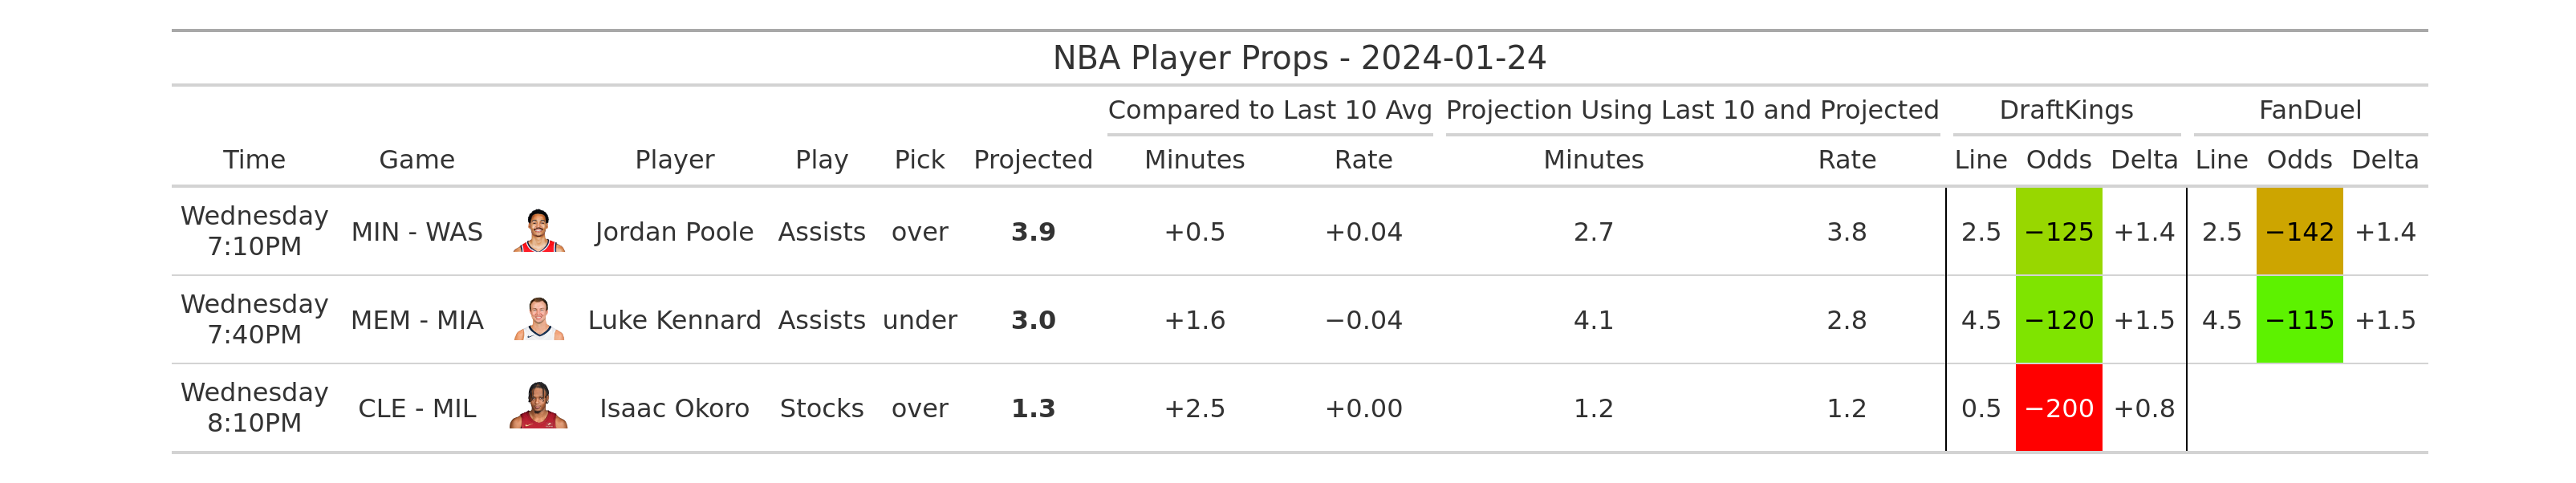 NBA Player Props - 2024-01-24
Compared to Last 10 Avg Projection Using Last 10 and Projected DraftKings FanDuel
Time Game Player Play Pick Projected Minutes Rate Minutes Rate Line Odds Delta Line Odds Delta
Wednesday
7:10PM MIN - WAS Jordan Poole Assists over 3.9 +0.5 +0.04 2.7 3.8 2.5 −125 +1.4 2.5 −142 +1.4
Wednesday
7:40PM MEM - MIA Luke Kennard Assists under 3.0 +1.6 −0.04 4.1 2.8 4.5 −120 +1.5 4.5 −115 +1.5
Wednesday
8:10PM CLE - MIL Isaac Okoro Stocks over 1.3 +2.5 +0.00 1.2 1.2 0.5 −200 +0.8